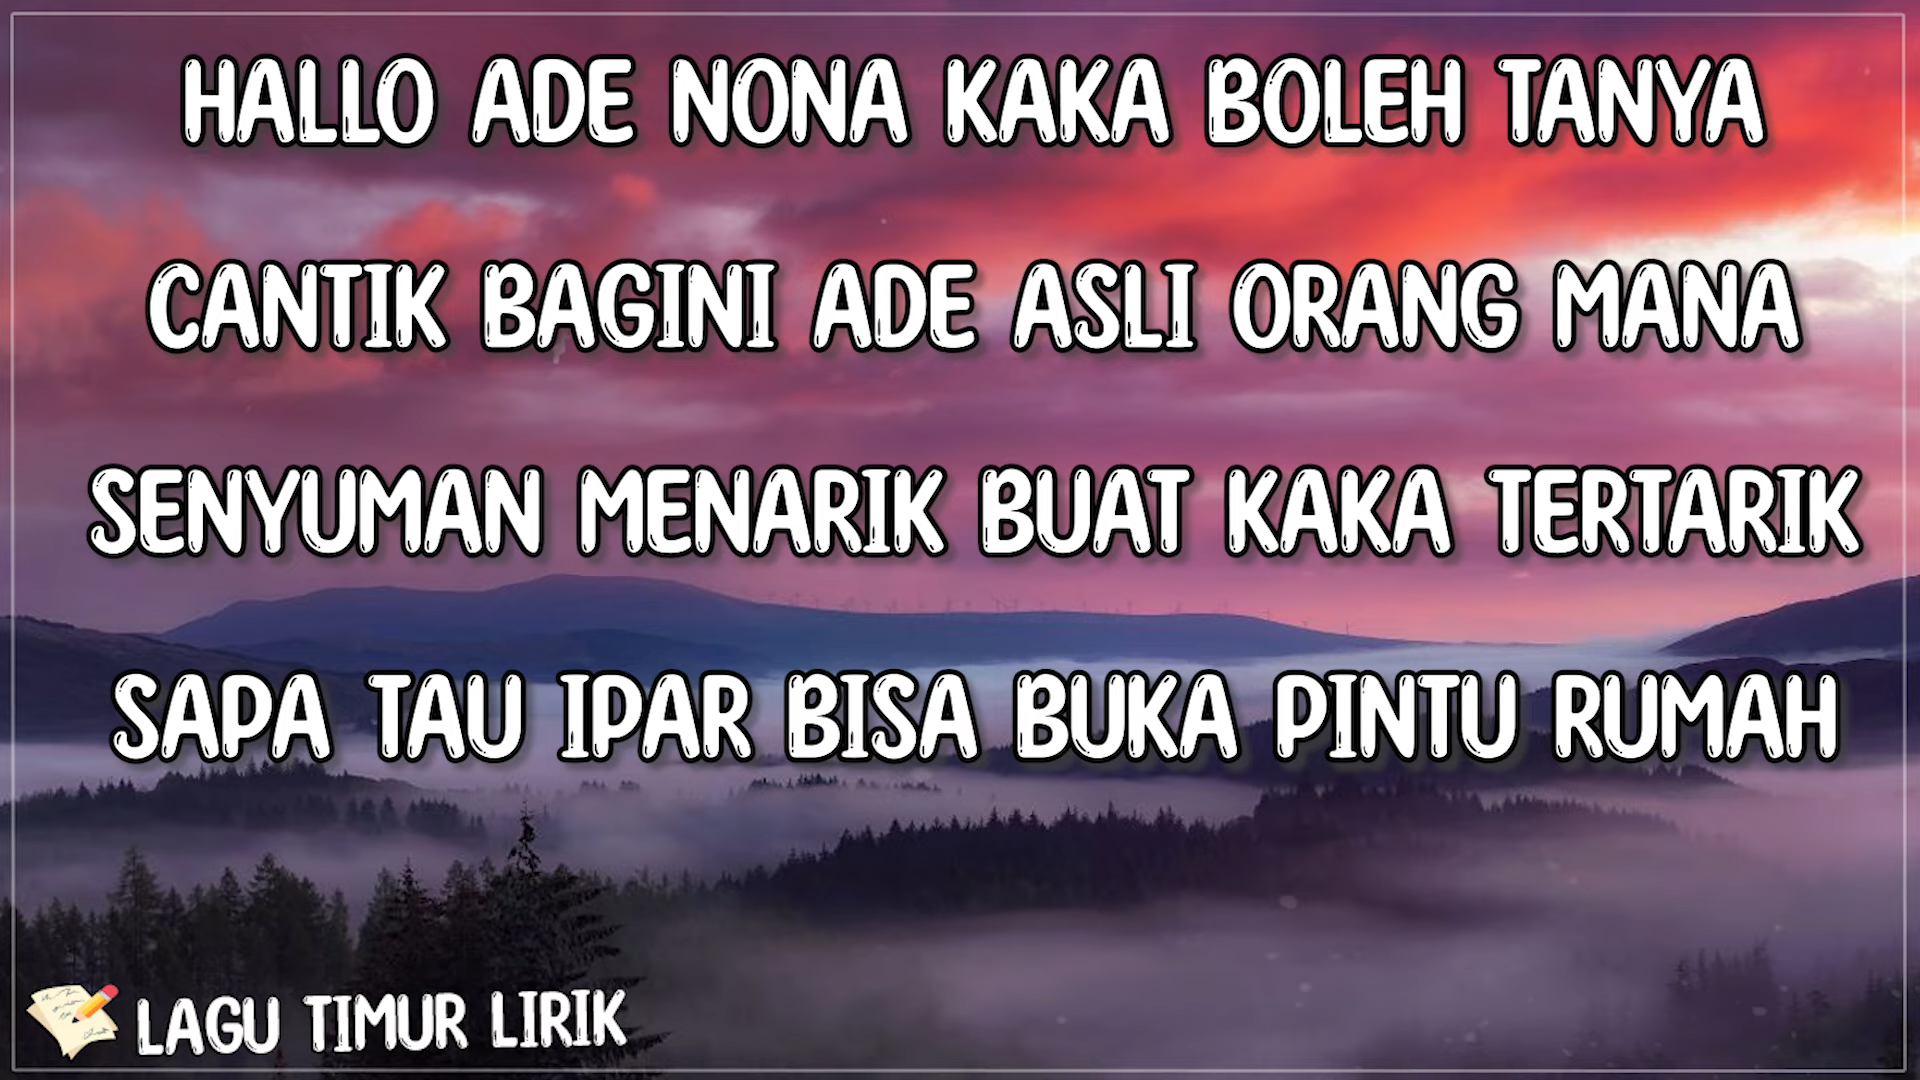 HALLO ADE NONA KAKA BOLEH TANYA
CANTIK BAGINI ADE ASLI ORANG MANA
SENYUMAN MENARIK BUAT KAKA TERTARIK
SAPA TAU IPAR BISA BUKA PINTU RUMAH
LAGU TIMUR LIRIK